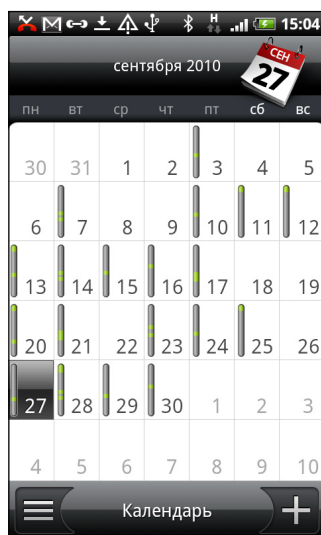 H 15:04
сентября 2010
СЕН
27
пн вт ср чт пт сб вс
30 31 1 2 3 4 5
6 7 8 9 10 11 12
13 14 15 16 17 18 19
20 21 22 23 24 25 26
27 28 29 30 1 2 3
4 5 6 7 8 9 10
Календарь